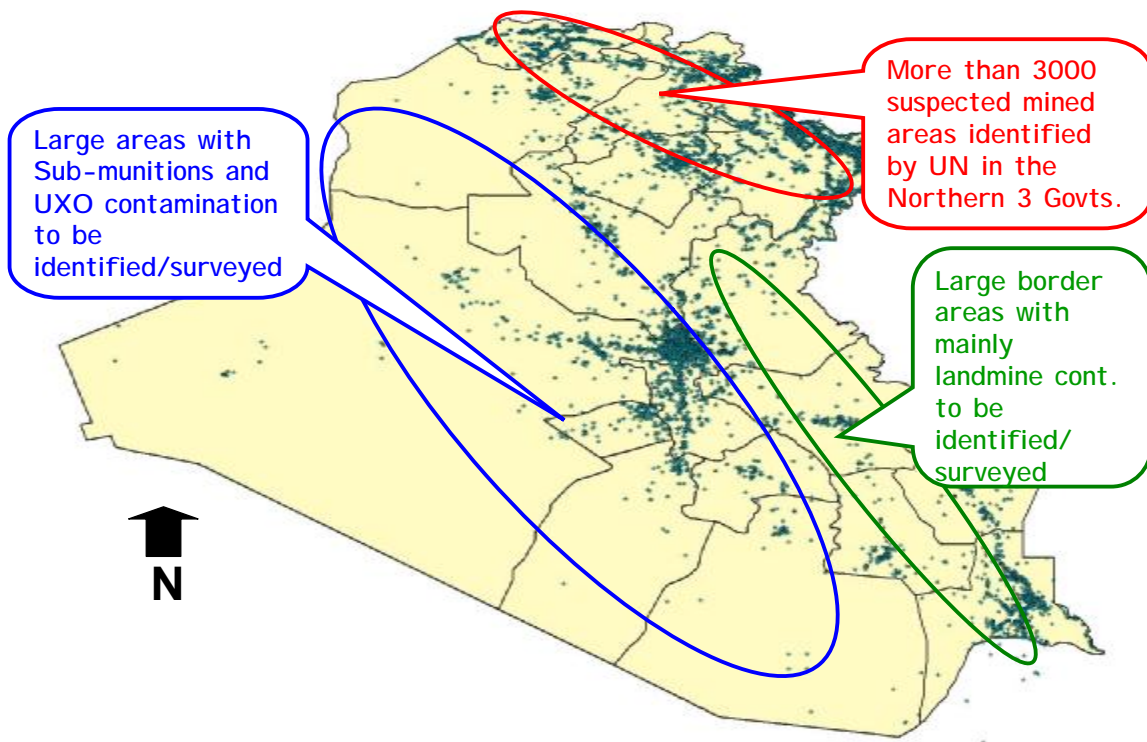 More than 3000
suspected mined
areas identified
by UN in the
Northern 3 Govts.
Large areas with
Sub-munitions and
UXO contamination
to be
identified/surveyed
Large border
areas with
mainly
landmine cont.
to be
identified/
surveyed
N